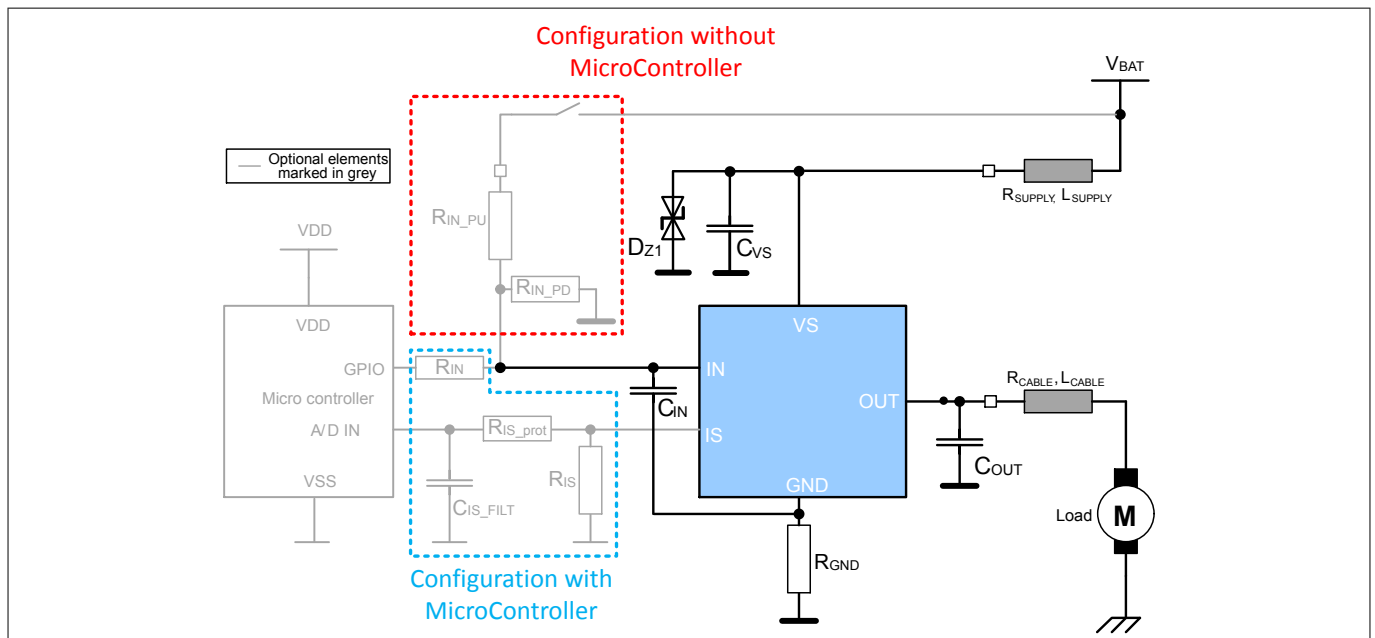 Configuration without
MicroController
VBAT
Optional elements
marked in grey
RSUPPLY, LSUPPLY
RIN_PU
DZ1
CVS
VDD
RIN_PD
VDD
VS
GPIO
RIN
IN
Micro controller
CIN
RCABLE, LCABLE
OUT
A/D IN
RIS_prot
IS
COUT
VSS
RIS
GND
CIS_FILT
Load
M
RGND
Configuration with
MicroController